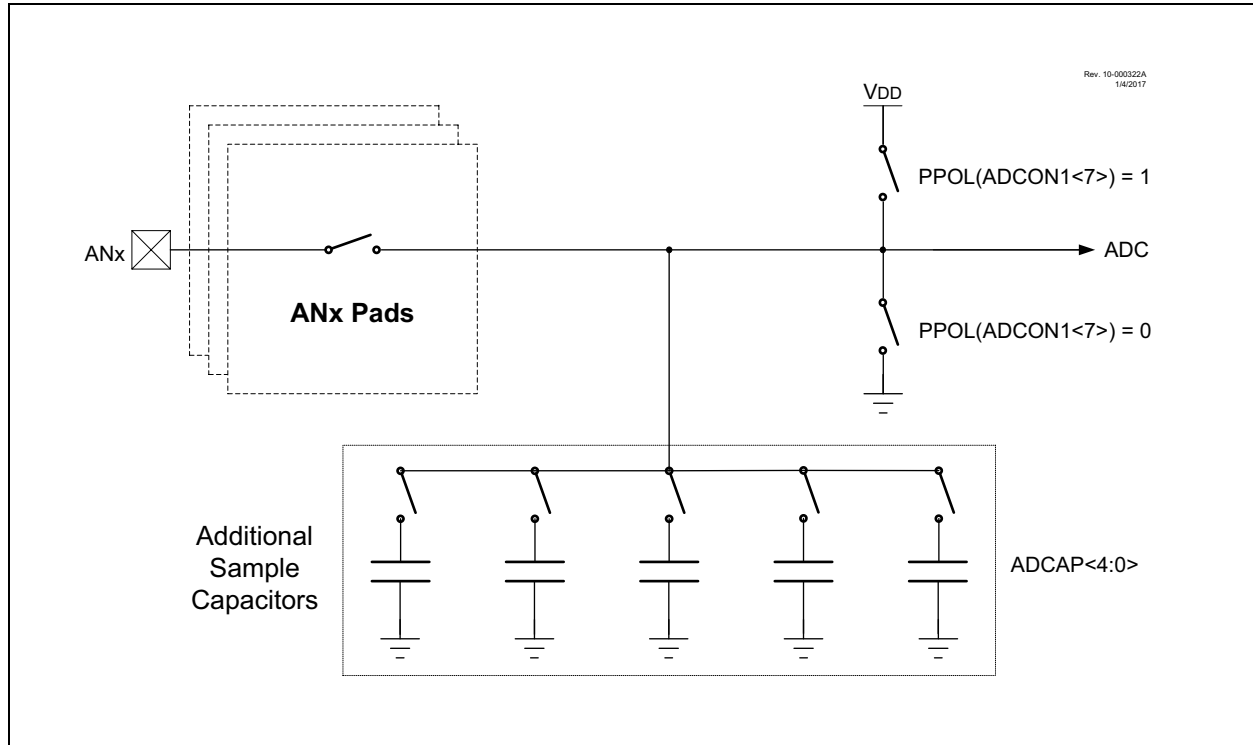 Rev. 10-000322A
1/4/2017
VDD
PPOL(ADCON1<7>) = 1
ANx
ADC
ANx Pads
PPOL(ADCON1<7>) = 0
Additional
Sample
Capacitors
ADCAP<4:0>